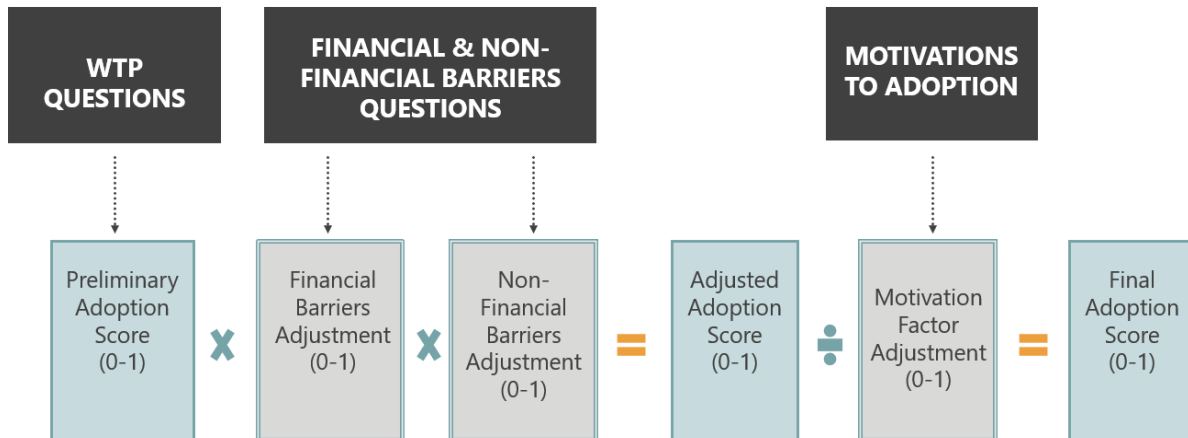 WTP
QUESTIONS
FINANCIAL & NON-
FINANCIAL BARRIERS
QUESTIONS
MOTIVATIONS
TO ADOPTION
Preliminary
Adoption
Score
(0-1)
×
Financial
Barriers
Adjustment
(0-1)
×
Non-
Financial
Barriers
Adjustment
(0-1)
=
Adjusted
Adoption
Score
(0-1)
÷
Motivation
Factor
Adjustment
(0-1)
=
Final
Adoption
Score
(0-1)